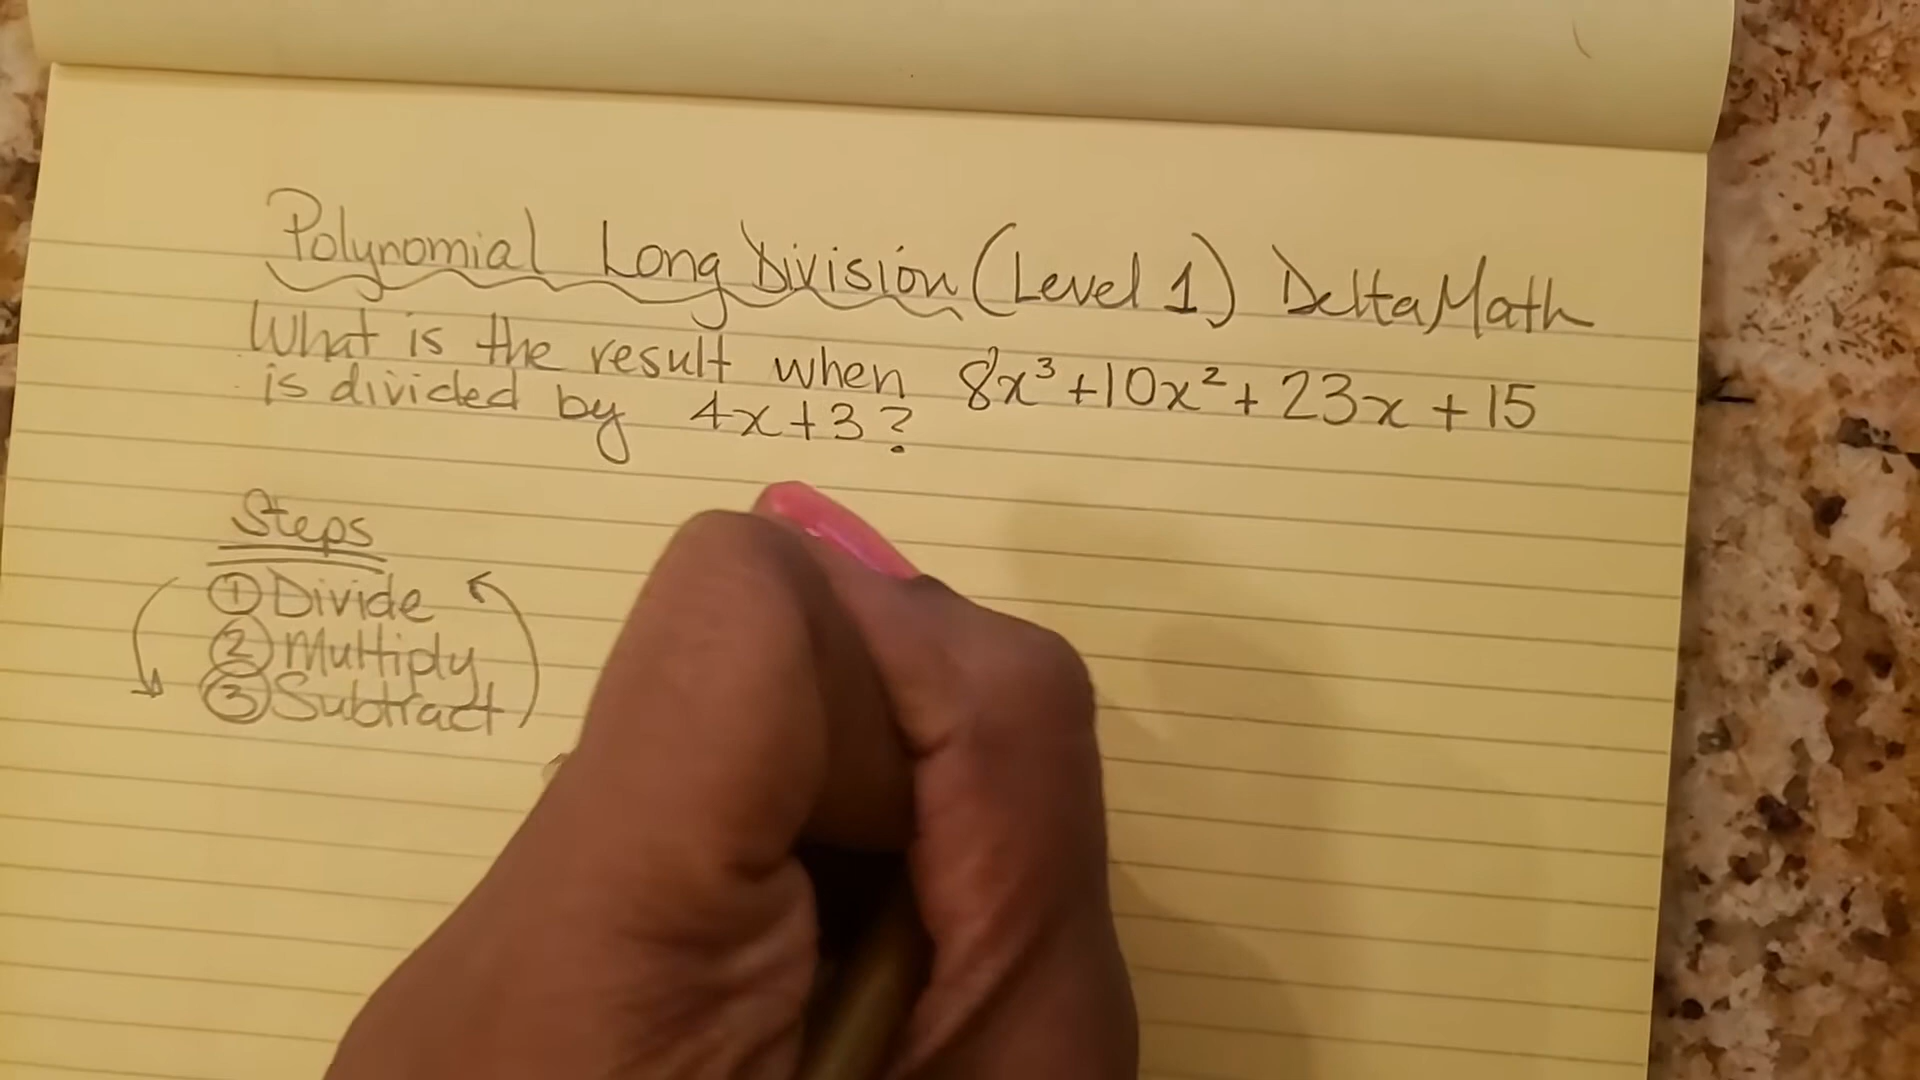 Polynomial Long Division (Level 1) DeltaMath
What is the result when 8x³+10x²+23x+15
is divided by 4x+3?
Steps
① Divide
② Multiply
③ Subtract